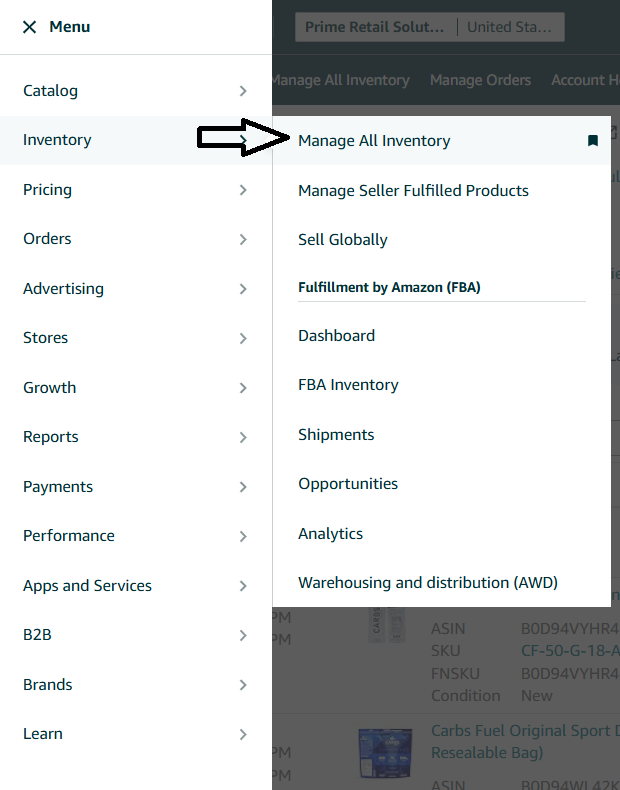 Menu
Prime Retail Solut... United Sta...
Manage All Inventory Manage Orders Account H
Catalog
Inventory
Pricing
Orders
Advertising
Stores
Growth
Reports
Payments
Performance
Apps and Services
B2B
Brands
Learn
Manage All Inventory
Manage Seller Fulfilled Products
Sell Globally
Fulfillment by Amazon (FBA)
Dashboard
FBA Inventory
Shipments
Opportunities
Analytics
Warehousing and distribution (AWD)
PM
PM
CARBS
ASIN B0D94VYHR4
SKU CF-50-G-18-A
FNSKU B0D94VYHR4
Condition New
Carbs Fuel Original Sport D
Resealable Bag)
PM
PM
ASIN B0D94WL42K